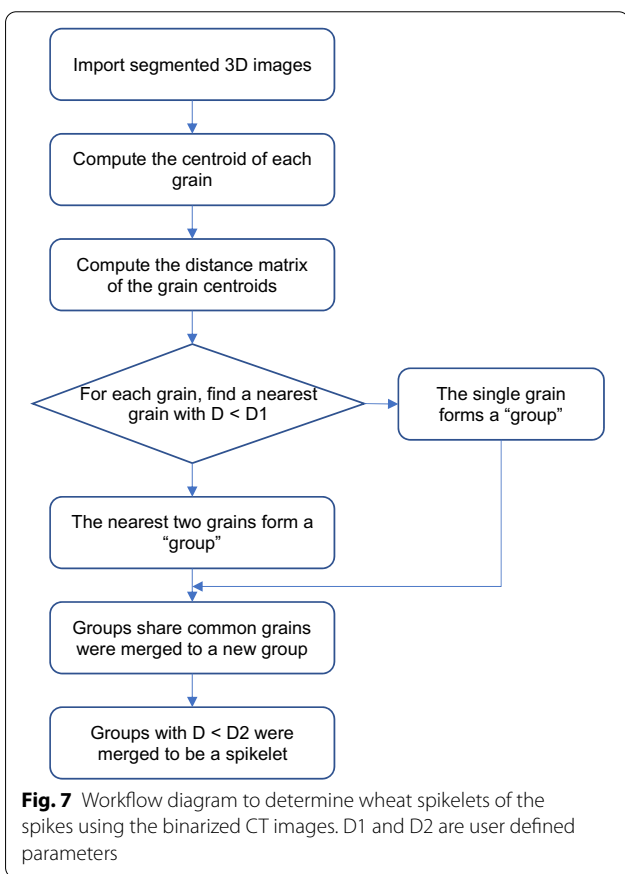 Import segmented 3D images
Compute the centroid of each
grain
Compute the distance matrix
of the grain centroids
For each grain, find a nearest
grain with D < D1
The single grain
forms a “group”
The nearest two grains form a
“group”
Groups share common grains
were merged to a new group
Groups with D < D2 were
merged to be a spikelet
Fig. 7 Workflow diagram to determine wheat spikelets of the
spikes using the binarized CT images. D1 and D2 are user defined
parameters